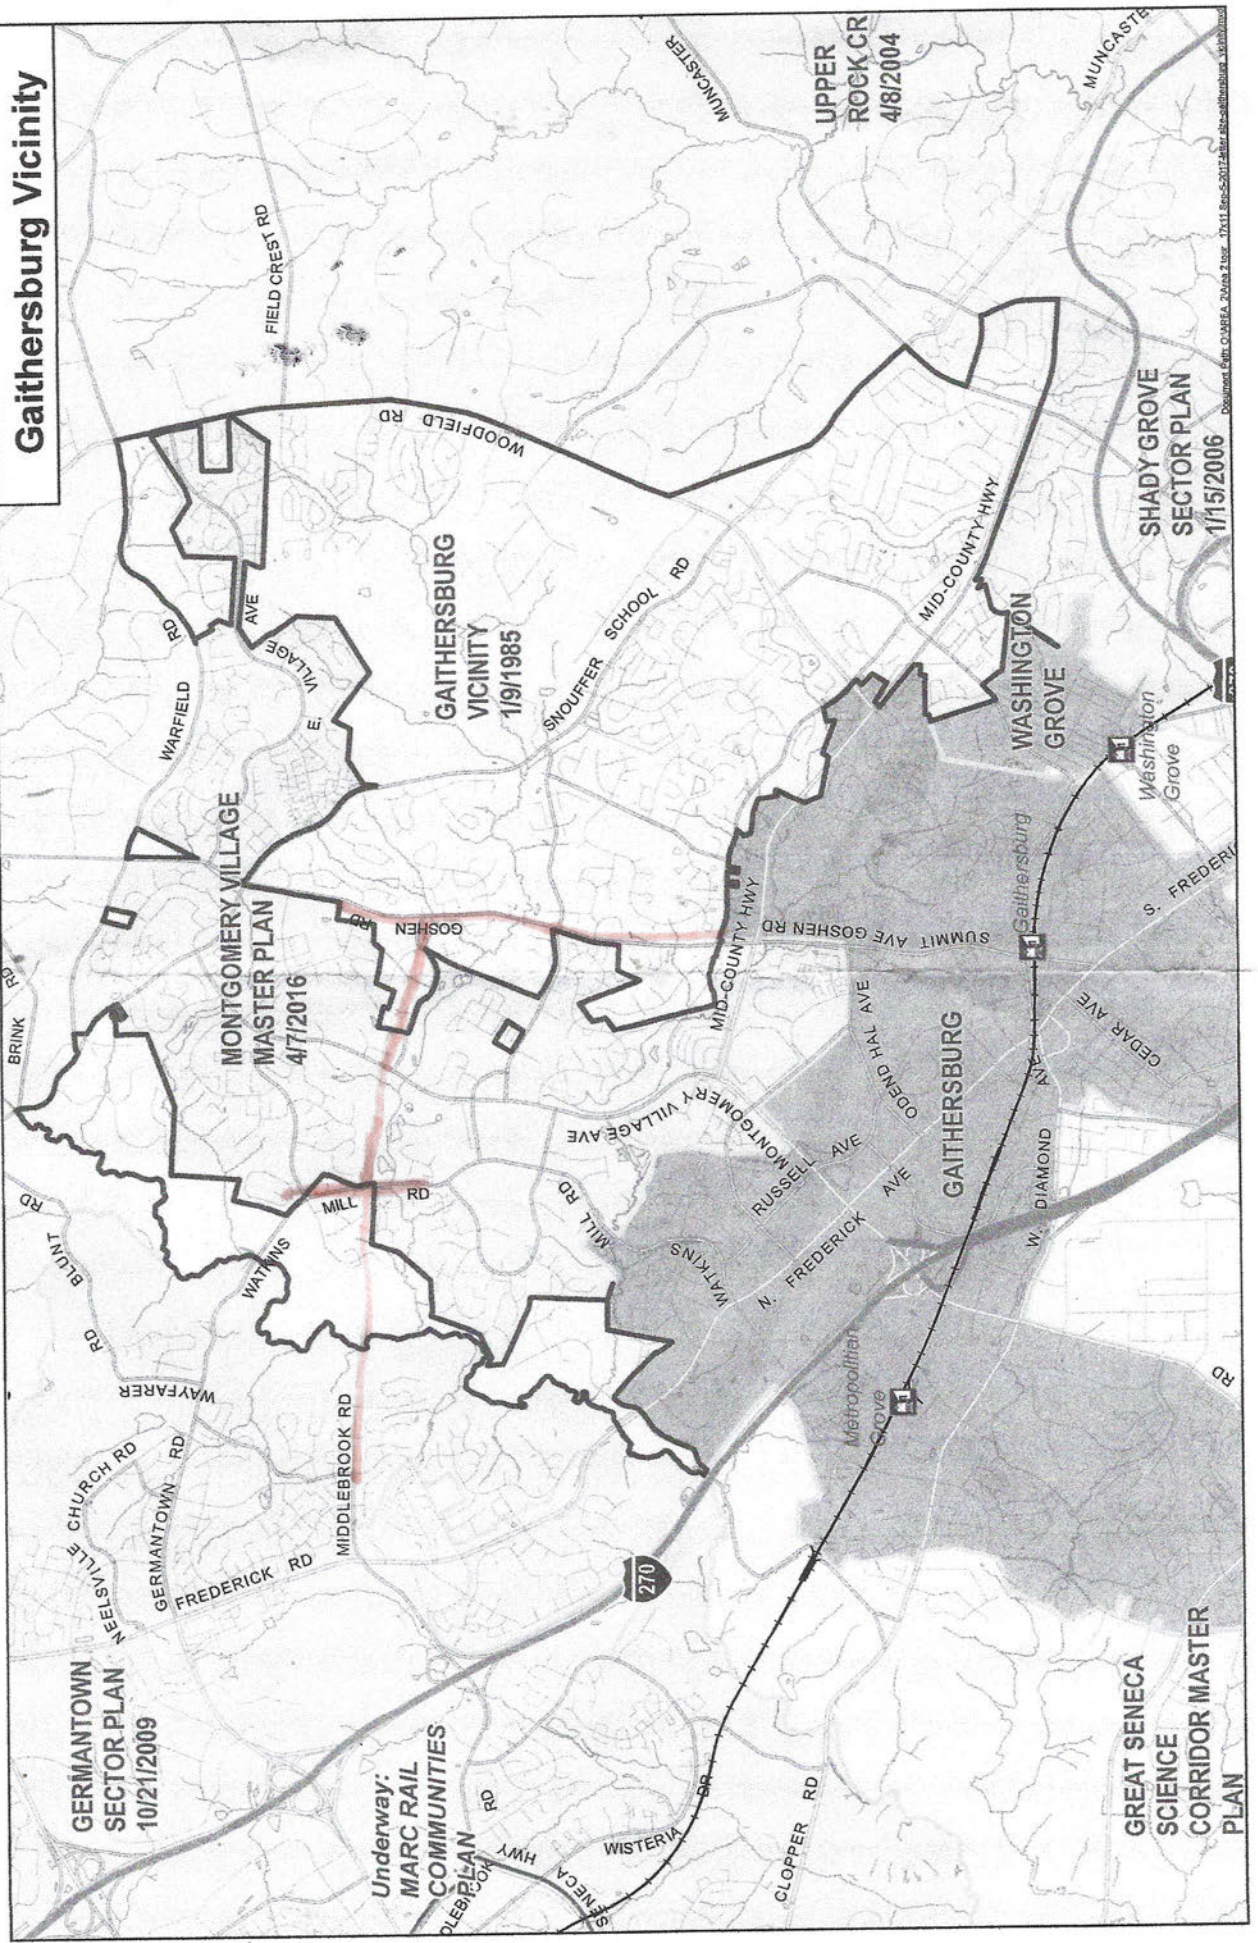 Gaithersburg Vicinity
MUNCASTER
UPPER
ROCK CR
4/8/2004
FIELD CREST RD
WOODFIELD
RD
SHADY GROVE
SECTOR PLAN
1/15/2006
GAITHERSBURG
VICINITY
1/9/1985
SNOUFFER SCHOOL RD
MID-COUNTY HWY
WARFIELD
RD
E.
VILLAGE
AVE
WASHINGTON
GROVE
Washington
Grove
MONTGOMERY VILLAGE
MASTER PLAN
4/7/2016
GOSHEN
RD
MID-COUNTY HWY
SUMMIT AVE GOSHEN RD
Gaithersburg
BRINK
RD
MONTGOMERY VILLAGE AVE
ODEND HAL AVE
RUSSELL AVE
GAITHERSBURG
CEDAR AVE
W. DIAMOND
AVE
N. FREDERICK
AVE
WATKINS
MILL RD
WATKINS
MILL
RD
BLUNT
RD
WAYFARER
RD
Metropolitian
Grove
RD
NEELSVILLE CHURCH RD
GERMANTOWN RD
FREDERICK RD
MIDDLEBROOK RD
270
GERMANTOWN
SECTOR PLAN
10/21/2009
Underway:
MARC RAIL
COMMUNITIES
PLAN
RD
SENECA
HWY
WISTERIA
DR
CLOPPER RD
GREAT SENECA
SCIENCE
CORRIDOR MASTER
PLAN